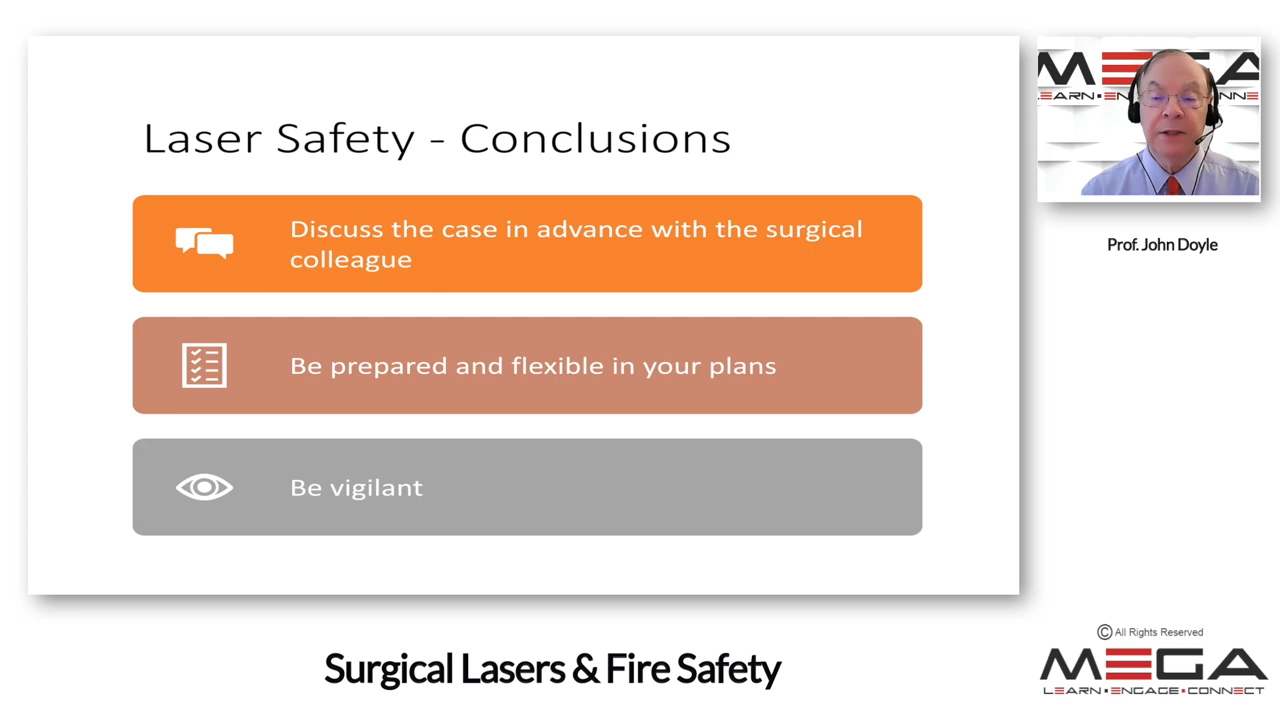 Laser Safety - Conclusions
Discuss the case in advance with the surgical
colleague
Be prepared and flexible in your plans
Be vigilant
Prof. John Doyle
Surgical Lasers & Fire Safety
© All Rights Reserved
MEGA
LEARN · ENGAGE · CONNECT